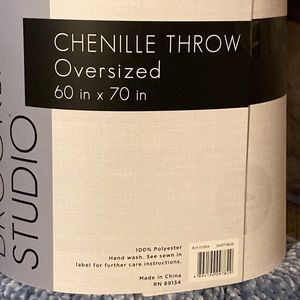 CHENILLE THROW
Oversized
60 in x 70 in
STUDIO
100% Polyester
Hand wash. See sewn in
label for further care instructions.
Made in China
RN 89134